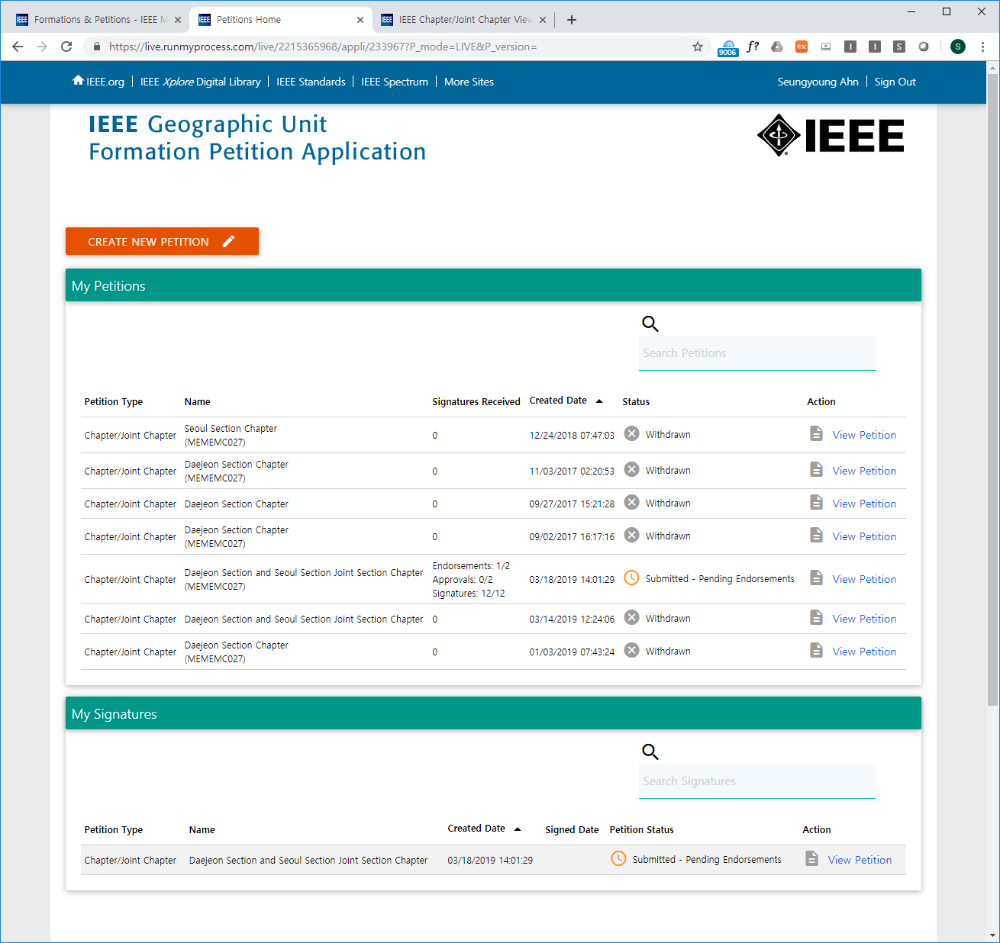 Formations & Petitions - IEEE M
Petitions Home
IEEE Chapter/Joint Chapter View
https://live.runmyprocess.com/live/2215365968/appli/233967?P_mode=LIVE&P_version=
9006
f?
Ex
I
I
S
S
IEEE.org | IEEE Xplore Digital Library | IEEE Standards | IEEE Spectrum | More Sites
Seungyoung Ahn | Sign Out
IEEE Geographic Unit
Formation Petition Application
IEEE
CREATE NEW PETITION
My Petitions
Search Petitions
Petition Type Name Signatures Received Created Date Status Action
Chapter/Joint Chapter Seoul Section Chapter (MEMEMC027) 0 12/24/2018 07:47:03 Withdrawn View Petition
Chapter/Joint Chapter Daejeon Section Chapter (MEMEMC027) 0 11/03/2017 02:20:53 Withdrawn View Petition
Chapter/Joint Chapter Daejeon Section Chapter 0 09/27/2017 15:21:28 Withdrawn View Petition
Chapter/Joint Chapter Daejeon Section Chapter (MEMEMC027) 0 09/02/2017 16:17:16 Withdrawn View Petition
Chapter/Joint Chapter Daejeon Section and Seoul Section Joint Section Chapter (MEMEMC027) Endorsements: 1/2 Approvals: 0/2 Signatures: 12/12 03/18/2019 14:01:29 Submitted - Pending Endorsements View Petition
Chapter/Joint Chapter Daejeon Section and Seoul Section Joint Section Chapter 0 03/14/2019 12:24:06 Withdrawn View Petition
Chapter/Joint Chapter Daejeon Section Chapter (MEMEMC027) 0 01/03/2019 07:43:24 Withdrawn View Petition
My Signatures
Search Signatures
Petition Type Name Created Date Signed Date Petition Status Action
Chapter/Joint Chapter Daejeon Section and Seoul Section Joint Section Chapter 03/18/2019 14:01:29 Submitted - Pending Endorsements View Petition